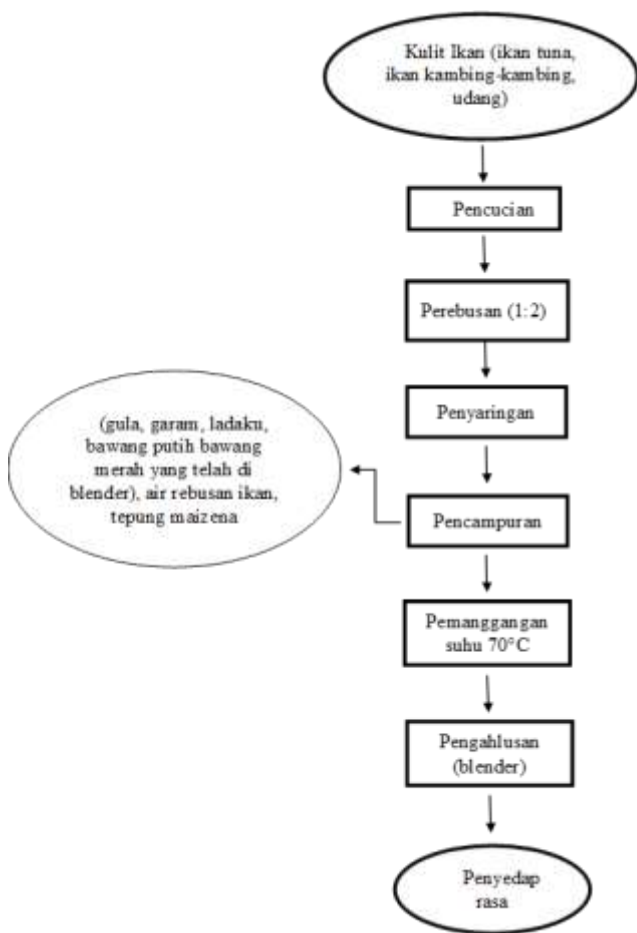 Kulit Ikan (ikan tuna,
ikan kambing-kambing,
udang)
Pencucian
Perebusan (1:2)
Penyaringan
(gula, garam, ladaku,
bawang putih bawang
merah yang telah di
blender), air rebusan ikan,
tepung maizena
Pencampuran
Pemanggangan
suhu 70°C
Pengahlusan
(blender)
Penyedap
rasa